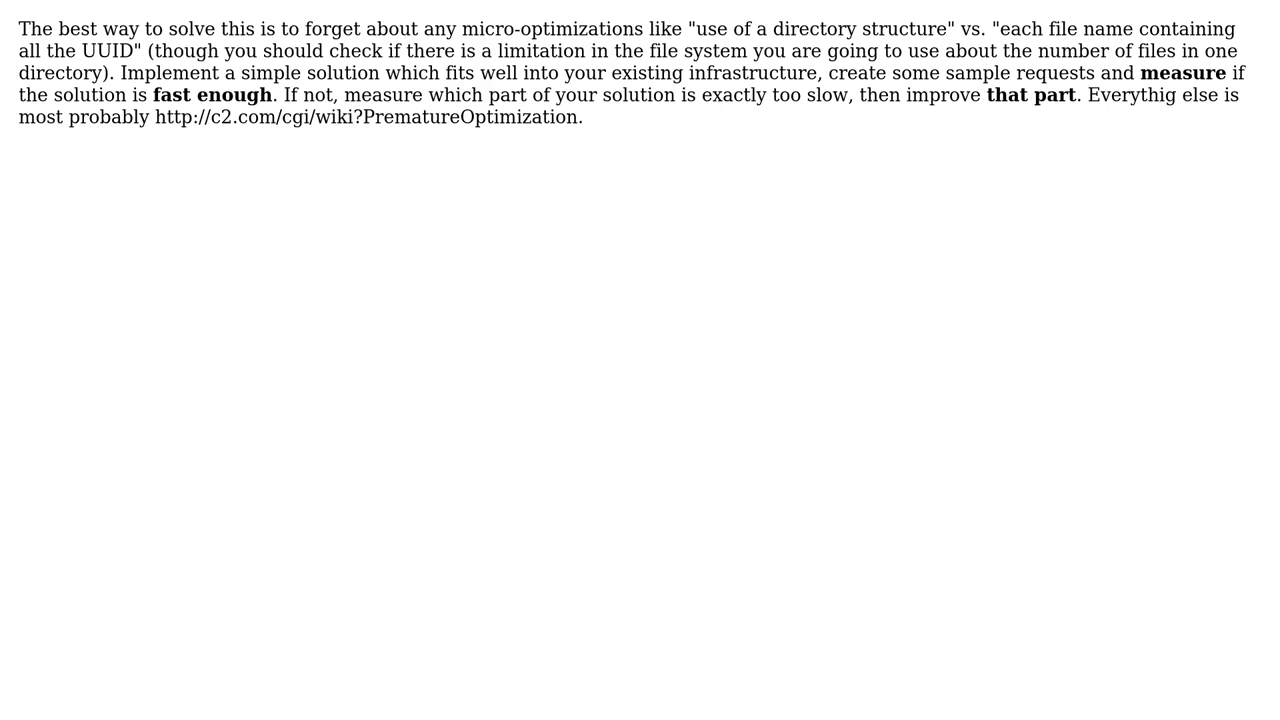 The best way to solve this is to forget about any micro-optimizations like "use of a directory structure" vs. "each file name containing
all the UUID" (though you should check if there is a limitation in the file system you are going to use about the number of files in one
directory). Implement a simple solution which fits well into your existing infrastructure, create some sample requests and measure if
the solution is fast enough. If not, measure which part of your solution is exactly too slow, then improve that part. Everythig else is
most probably http://c2.com/cgi/wiki?PrematureOptimization.